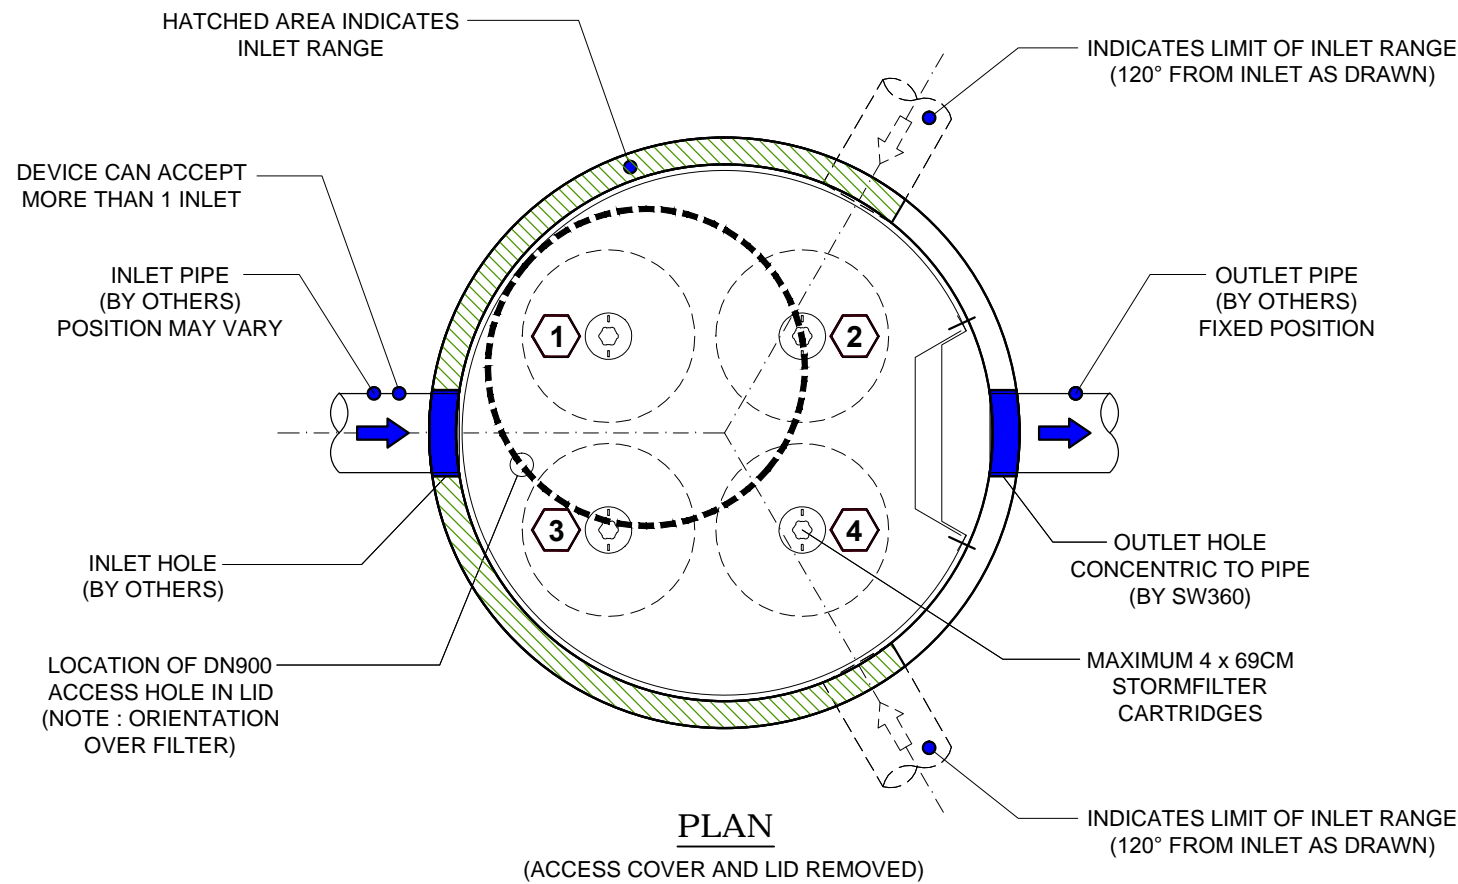 HATCHED AREA INDICATES
INLET RANGE
INDICATES LIMIT OF INLET RANGE
(120° FROM INLET AS DRAWN)
DEVICE CAN ACCEPT
MORE THAN 1 INLET
INLET PIPE
(BY OTHERS)
POSITION MAY VARY
OUTLET PIPE
(BY OTHERS)
FIXED POSITION
1
2
3
4
INLET HOLE
(BY OTHERS)
OUTLET HOLE
CONCENTRIC TO PIPE
(BY SW360)
LOCATION OF DN900
ACCESS HOLE IN LID
(NOTE : ORIENTATION
OVER FILTER)
MAXIMUM 4 x 69CM
STORMFILTER
CARTRIDGES
INDICATES LIMIT OF INLET RANGE
(120° FROM INLET AS DRAWN)
PLAN
(ACCESS COVER AND LID REMOVED)